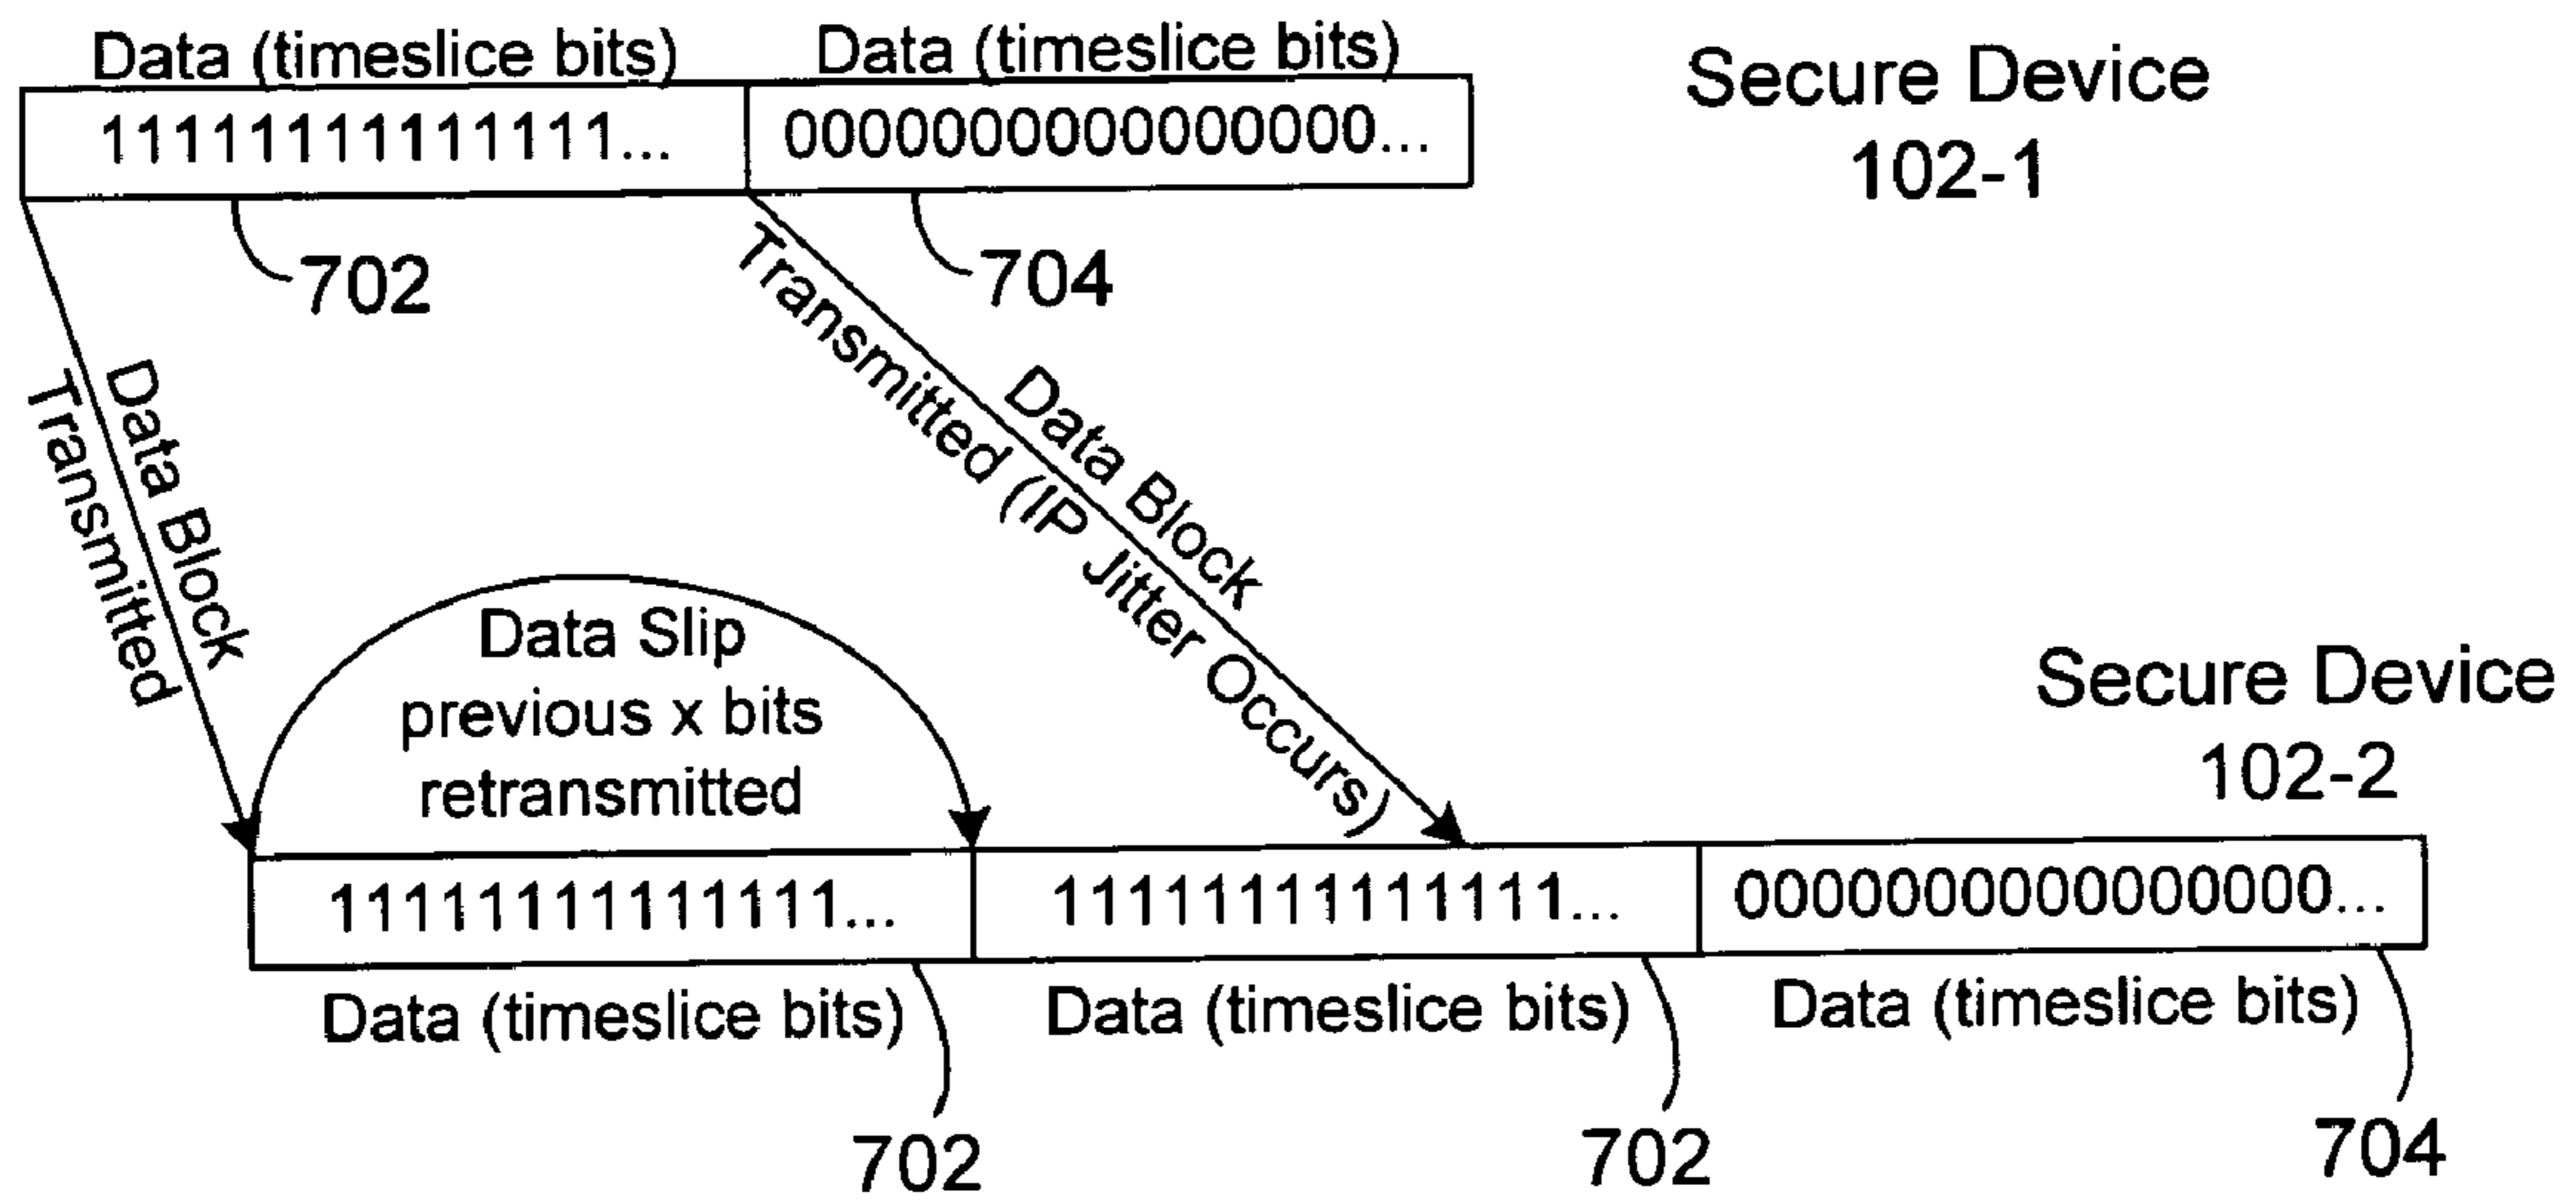 Data (timeslice bits)
Data (timeslice bits)
Secure Device
102-1
11111111111111...
0000000000000000...
702
704
Data Block
Transmitted
Data Block
Transmitted (IP Jitter Occurs)
Data Slip
previous x bits
retransmitted
Secure Device
102-2
11111111111111...
11111111111111...
0000000000000000...
Data (timeslice bits)
Data (timeslice bits)
Data (timeslice bits)
702
702
704